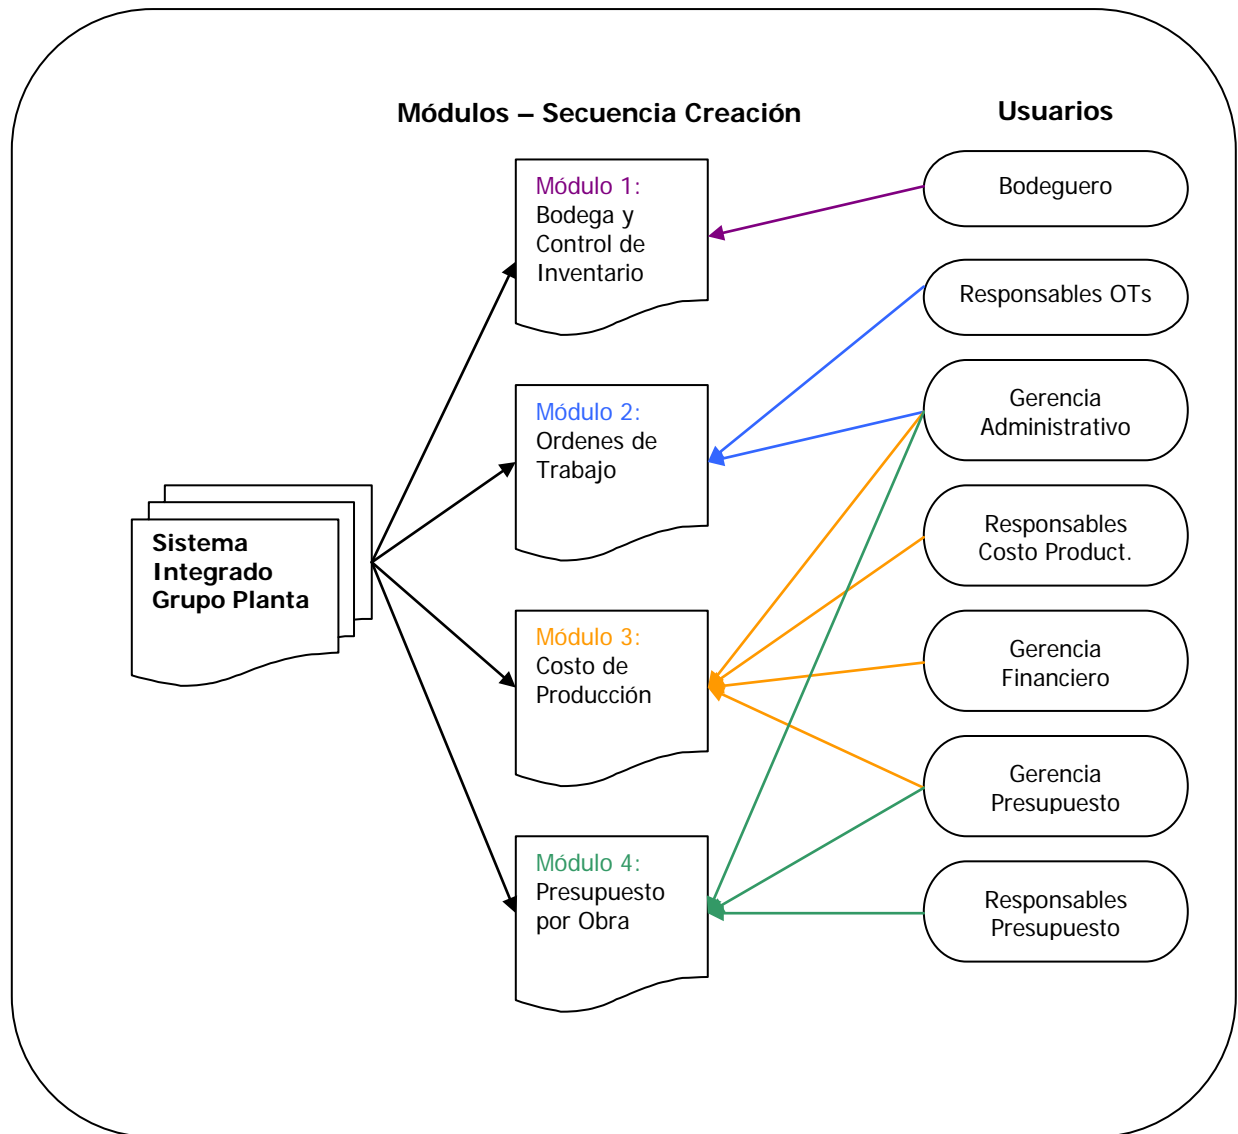 Módulos – Secuencia Creación
Usuarios
Sistema
Integrado
Grupo Planta
Módulo 1:
Bodega y
Control de
Inventario
Módulo 2:
Ordenes de
Trabajo
Módulo 3:
Costo de
Producción
Módulo 4:
Presupuesto
por Obra
Bodeguero
Responsables OTs
Gerencia
Administrativo
Responsables
Costo Product.
Gerencia
Financiero
Gerencia
Presupuesto
Responsables
Presupuesto